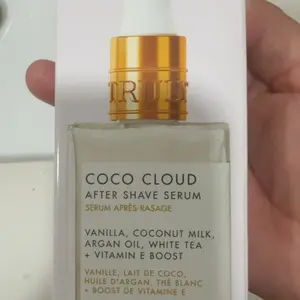 TRULY
COCO CLOUD
AFTER SHAVE SERUM
SERUM APRÈS-RASAGE
VANILLA, COCONUT MILK,
ARGAN OIL, WHITE TEA
+ VITAMIN E BOOST
VANILLE, LAIT DE COCO,
HUILE D'ARGAN, THÉ BLANC
+ BOOST DE VITAMINE E